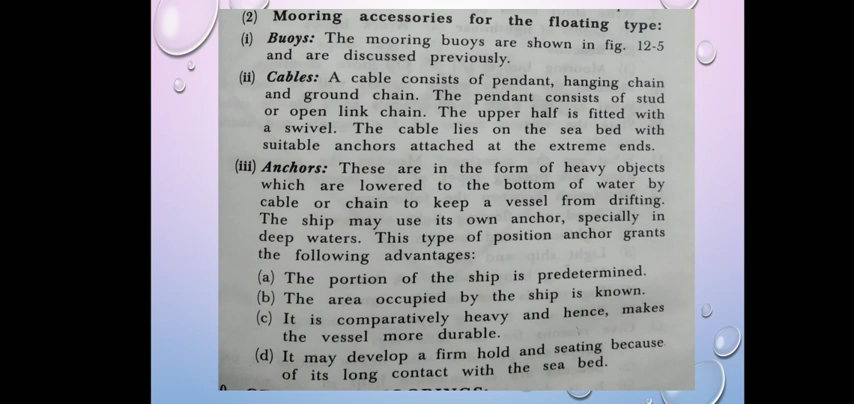 (2) Mooring accessories for the floating type:
(i) Buoys: The mooring buoys are shown in fig. 12-5
and are discussed previously.
(ii) Cables: A cable consists of pendant, hanging chain
and ground chain. The pendant consists of stud
or open link chain. The upper half is fitted with
a swivel. The cable lies on the sea bed with
suitable anchors attached at the extreme ends.
(iii) Anchors: These are in the form of heavy objects
which are lowered to the bottom of water by
cable or chain to keep a vessel from drifting.
The ship may use its own anchor, specially in
deep waters. This type of position anchor grants
the following advantages:
(a) The portion of the ship is predetermined.
(b) The area occupied by the ship is known.
(c) It is comparatively heavy and hence, makes
the vessel more durable.
(d) It may develop a firm hold and seating because
of its long contact with the sea bed.